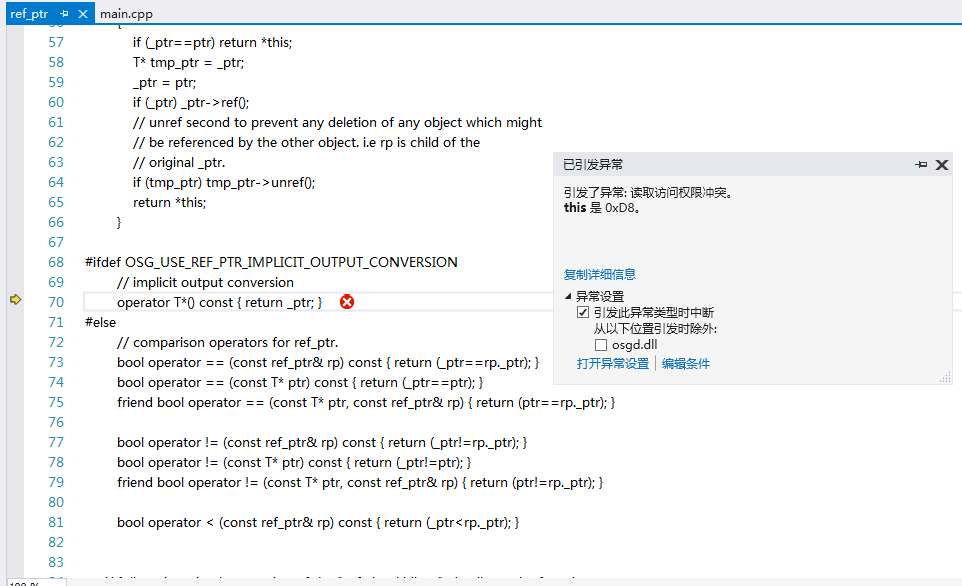 ref_ptr
main.cpp
56 {
57 if (_ptr==ptr) return *this;
58 T* tmp_ptr = _ptr;
59 _ptr = ptr;
60 if (_ptr) _ptr->ref();
61 // unref second to prevent any deletion of any object which might
62 // be referenced by the other object. i.e rp is child of the
63 // original _ptr.
64 if (tmp_ptr) tmp_ptr->unref();
65 return *this;
66 }
67
68 #ifdef OSG_USE_REF_PTR_IMPLICIT_OUTPUT_CONVERSION
69 // implicit output conversion
70 operator T*() const { return _ptr; }
71 #else
72 // comparison operators for ref_ptr.
73 bool operator == (const ref_ptr& rp) const { return (_ptr==rp._ptr); }
74 bool operator == (const T* ptr) const { return (_ptr==ptr); }
75 friend bool operator == (const T* ptr, const ref_ptr& rp) { return (ptr==rp._ptr); }
76
77 bool operator != (const ref_ptr& rp) const { return (_ptr!=rp._ptr); }
78 bool operator != (const T* ptr) const { return (_ptr!=ptr); }
79 friend bool operator != (const T* ptr, const ref_ptr& rp) { return (ptr!=rp._ptr); }
80
81 bool operator < (const ref_ptr& rp) const { return (_ptr<rp._ptr); }
82
83
已引发异常
引发了异常: 读取访问权限冲突。
this 是 0xD8。
复制详细信息
异常设置
引发此异常类型时中断
从以下位置引发时除外:
osgd.dll
打开异常设置 | 编辑条件
100 %